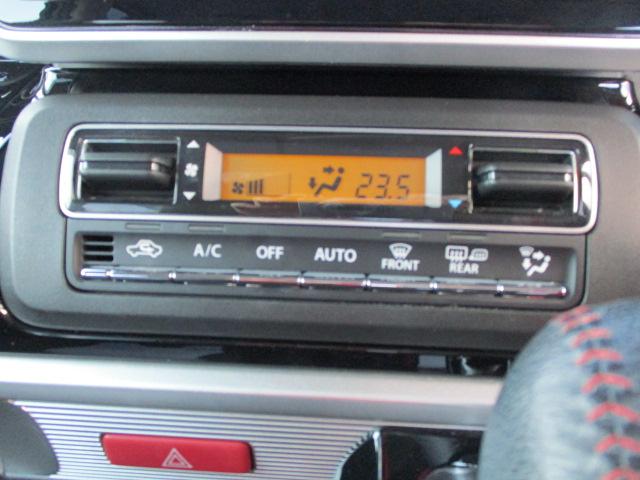 23.5
A/C OFF AUTO FRONT REAR